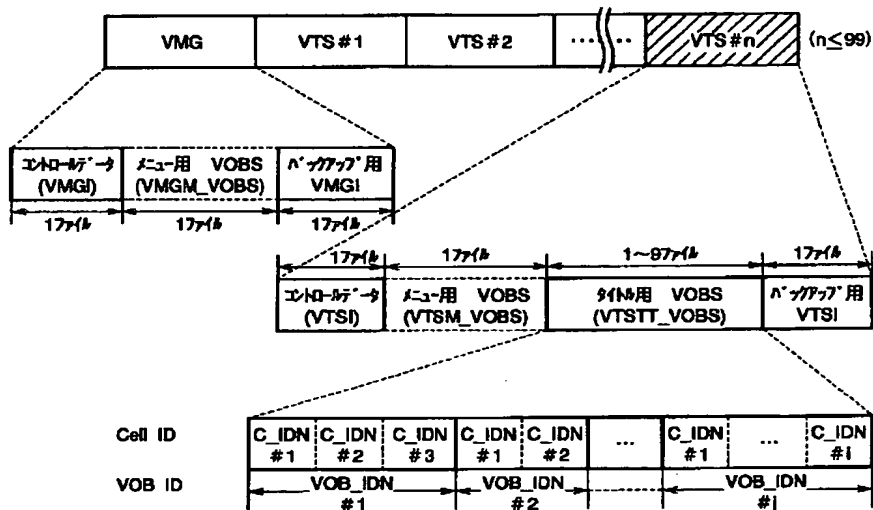 VMG VTS#1 VTS#2 ‥‥ ‥ VTS#n (n≦99)
コントロールデータ メニュー用 VOBS バックアップ用
(VMGI) (VMGM_VOBS) VMGI
1ファイル 1ファイル 1ファイル
1ファイル 1ファイル 1～97ファイル 1ファイル
コントロールデータ メニュー用 VOBS タイトル用 VOBS バックアップ用
(VTSI) (VTSM_VOBS) (VTSTT_VOBS) VTSI
Cell ID C_IDN C_IDN C_IDN C_IDN C_IDN … C_IDN … C_IDN
#1 #2 #3 #1 #2 #1 #i
VOB ID VOB_IDN VOB_IDN VOB_IDN
#1 #2 #j